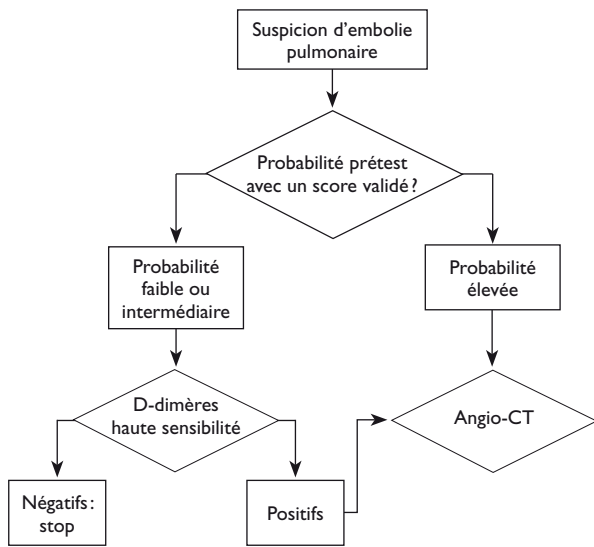 Suspicion d'embolie
pulmonaire
Probabilité prétest
avec un score validé ?
Probabilité
faible ou
intermédiaire
Probabilité
élevée
D-dimères
haute sensibilité
Angio-CT
Négatifs :
stop
Positifs